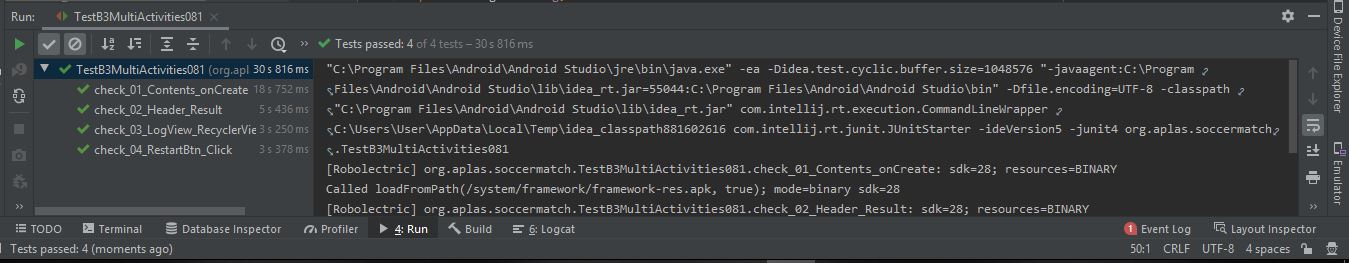 Run: TestB3MultiActivities081
Tests passed: 4 of 4 tests – 30 s 816 ms
TestB3MultiActivities081 (org.apl 30 s 816 ms
check_01_Contents_onCreate 18 s 752 ms
check_02_Header_Result 5 s 436 ms
check_03_LogView_RecyclerVie 3 s 250 ms
check_04_RestartBtn_Click 3 s 378 ms
"C:\Program Files\Android\Android Studio\jre\bin\java.exe" -ea -Didea.test.cyclic.buffer.size=1048576 "-javaagent:C:\Program
Files\Android\Android Studio\lib\idea_rt.jar=55044:C:\Program Files\Android\Android Studio\bin" -Dfile.encoding=UTF-8 -classpath
"C:\Program Files\Android\Android Studio\lib\idea_rt.jar" com.intellij.rt.execution.CommandLineWrapper
C:\Users\User\AppData\Local\Temp\idea_classpath881602616 com.intellij.rt.junit.JUnitStarter -ideVersion5 -junit4 org.aplas.soccermatch
.TestB3MultiActivities081
[Robolectric] org.aplas.soccermatch.TestB3MultiActivities081.check_01_Contents_onCreate: sdk=28; resources=BINARY
Called loadFromPath(/system/framework/framework-res.apk, true); mode=binary sdk=28
[Robolectric] org.aplas.soccermatch.TestB3MultiActivities081.check_02_Header_Result: sdk=28; resources=BINARY
Device File Explorer
Emulator
TODO Terminal Database Inspector Profiler 4: Run Build 6: Logcat 1 Event Log Layout Inspector
Tests passed: 4 (moments ago) 50:1 CRLF UTF-8 4 spaces